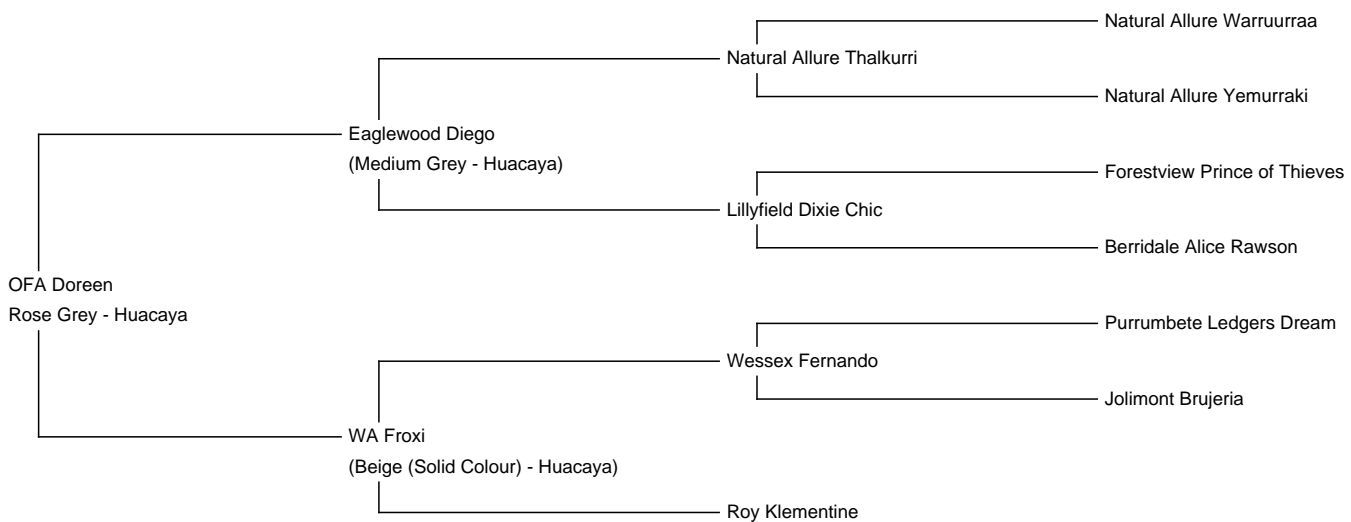 Natural Allure Warruurraa
Natural Allure Thalkurri
Natural Allure Yemurraki
Eaglewood Diego
(Medium Grey - Huacaya)
Forestview Prince of Thieves
Lillyfield Dixie Chic
Berridale Alice Rawson
OFA Doreen
Rose Grey - Huacaya
Purrumbete Ledgers Dream
Wessex Fernando
Jolimont Brujeria
WA Froxi
(Beige (Solid Colour) - Huacaya)
Roy Klementine